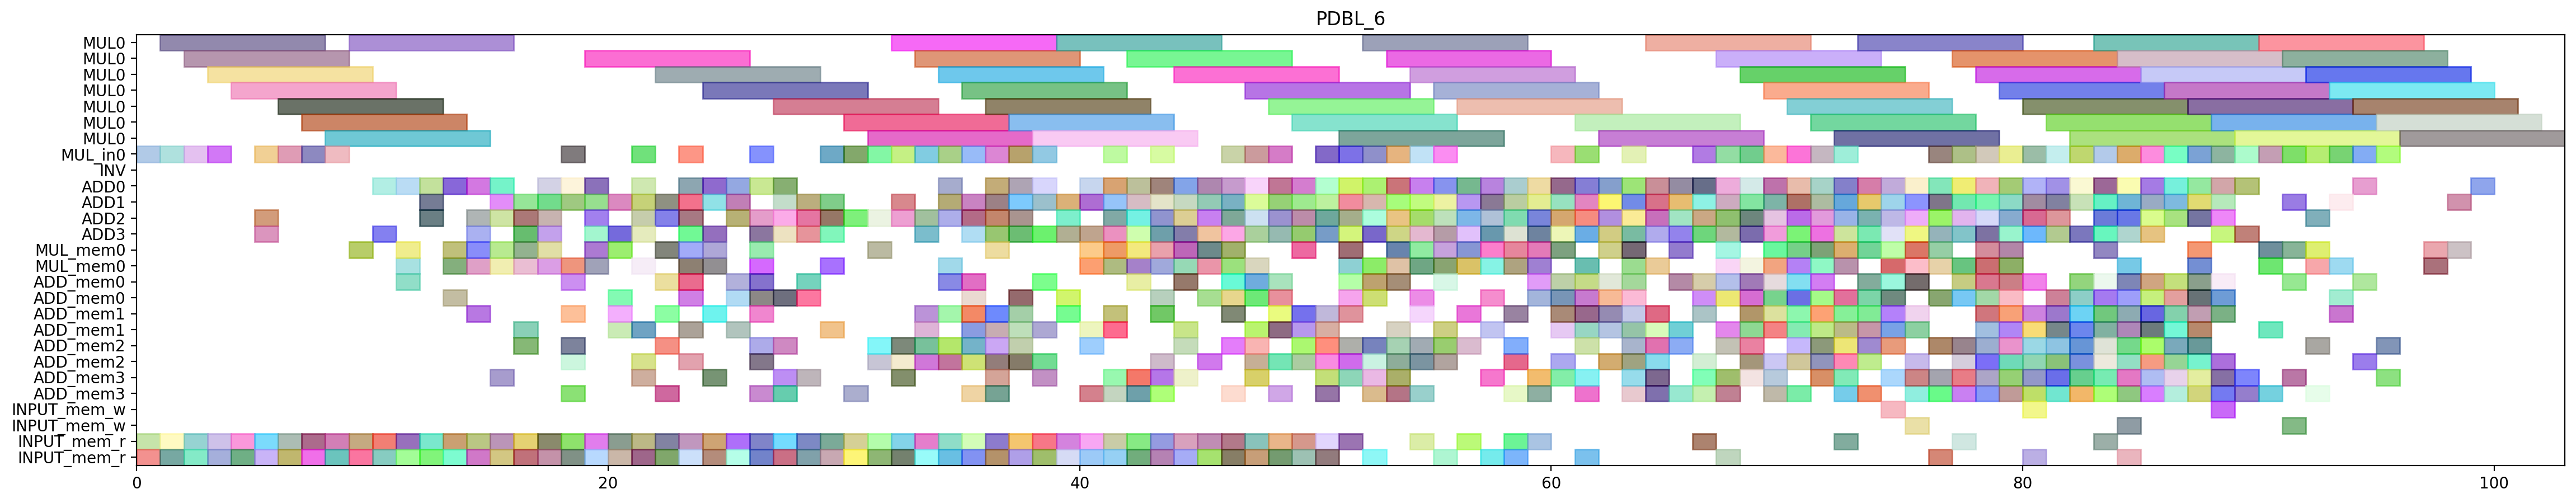 PDBL_6
MUL0
MUL0
MUL0
MUL0
MUL0
MUL0
MUL0
MUL_in0
INV
ADD0
ADD1
ADD2
ADD3
MUL_mem0
MUL_mem0
ADD_mem0
ADD_mem0
ADD_mem1
ADD_mem1
ADD_mem2
ADD_mem2
ADD_mem3
ADD_mem3
INPUT_mem_w
INPUT_mem_w
INPUT_mem_r
INPUT_mem_r
0 20 40 60 80 100